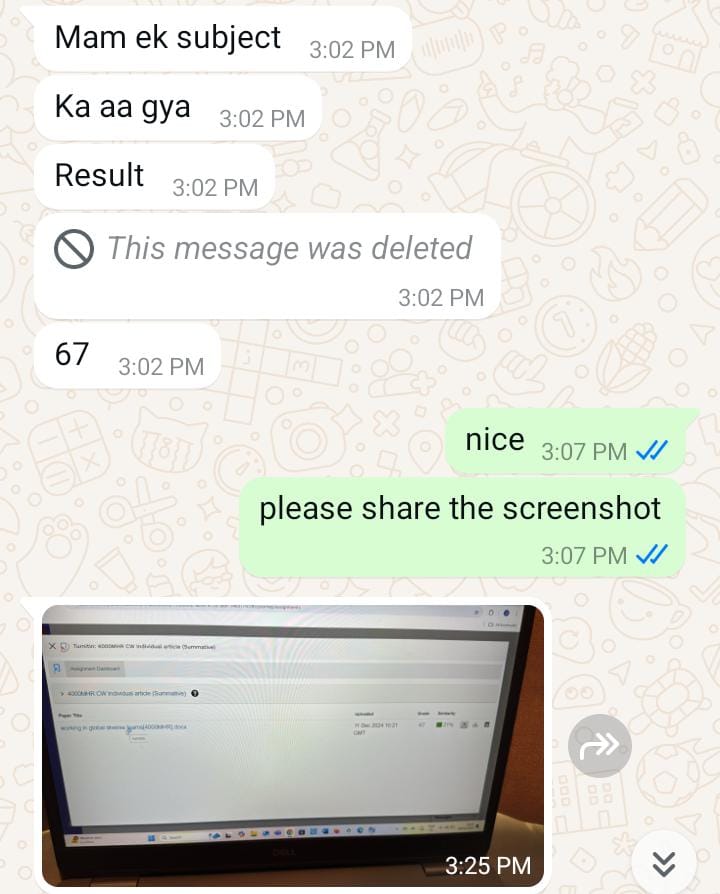 Mam ek subject 3:02 PM
Ka aa gya 3:02 PM
Result 3:02 PM
This message was deleted
3:02 PM
67 3:02 PM
nice 3:07 PM
please share the screenshot
3:07 PM
Turnitin: 4000MHR CW Individual article (Summative)
Assignment Dashboard
4000MHR CW Individual article (Summative)
Paper Title Uploaded Grade Similarity
working in global diverse teams[4000MHR].docx 11 Dec 2024 10:21 67 21%
GMT
Search
DELL
3:25 PM